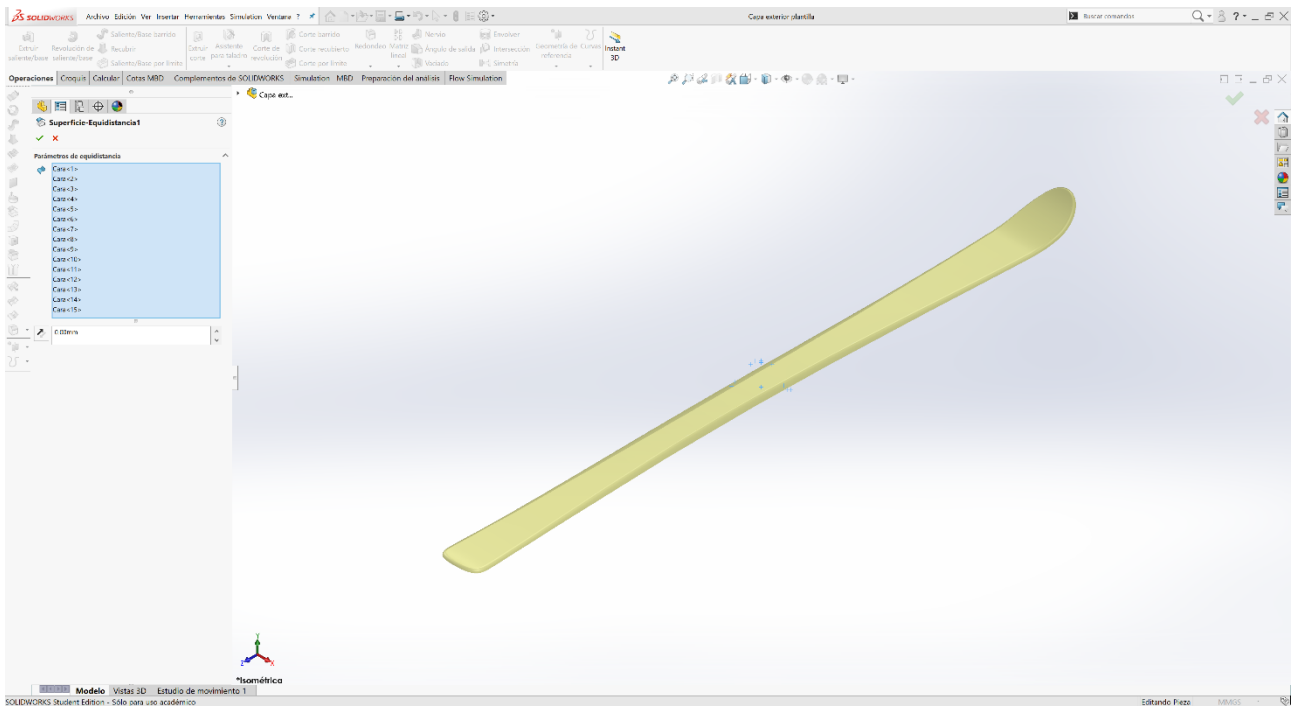 SOLIDWORKS Archivo Edición Ver Insertar Herramientas Simulation Ventana ? Capa exterior plantilla Buscar comandos
Extruir saliente/base
Revolución de saliente/base
Saliente/Base barrido
Recubrir
Saliente/Base por límite
Extruir corte
Asistente para taladro
Corte de revolución
Corte barrido
Corte recubierto
Corte por límite
Redondeo
Matriz lineal
Nervio
Ángulo de salida
Vaciado
Envolver
Intersección
Simetría
Geometría de referencia
Curvas
Instant 3D
Operaciones Croquis Calcular Cotas MBD Complementos de SOLIDWORKS Simulation MBD Preparación del análisis Flow Simulation
Capa ext...
Superficie-Equidistancia1
Parámetros de equidistancia
Cara<1>
Cara<2>
Cara<3>
Cara<4>
Cara<5>
Cara<6>
Cara<7>
Cara<8>
Cara<9>
Cara<10>
Cara<11>
Cara<12>
Cara<13>
Cara<14>
Cara<15>
0.00mm
Y
Z X
*Isométrica
Modelo Vistas 3D Estudio de movimiento 1
SOLIDWORKS Student Edition - Sólo para uso académico Editando Pieza MMGS